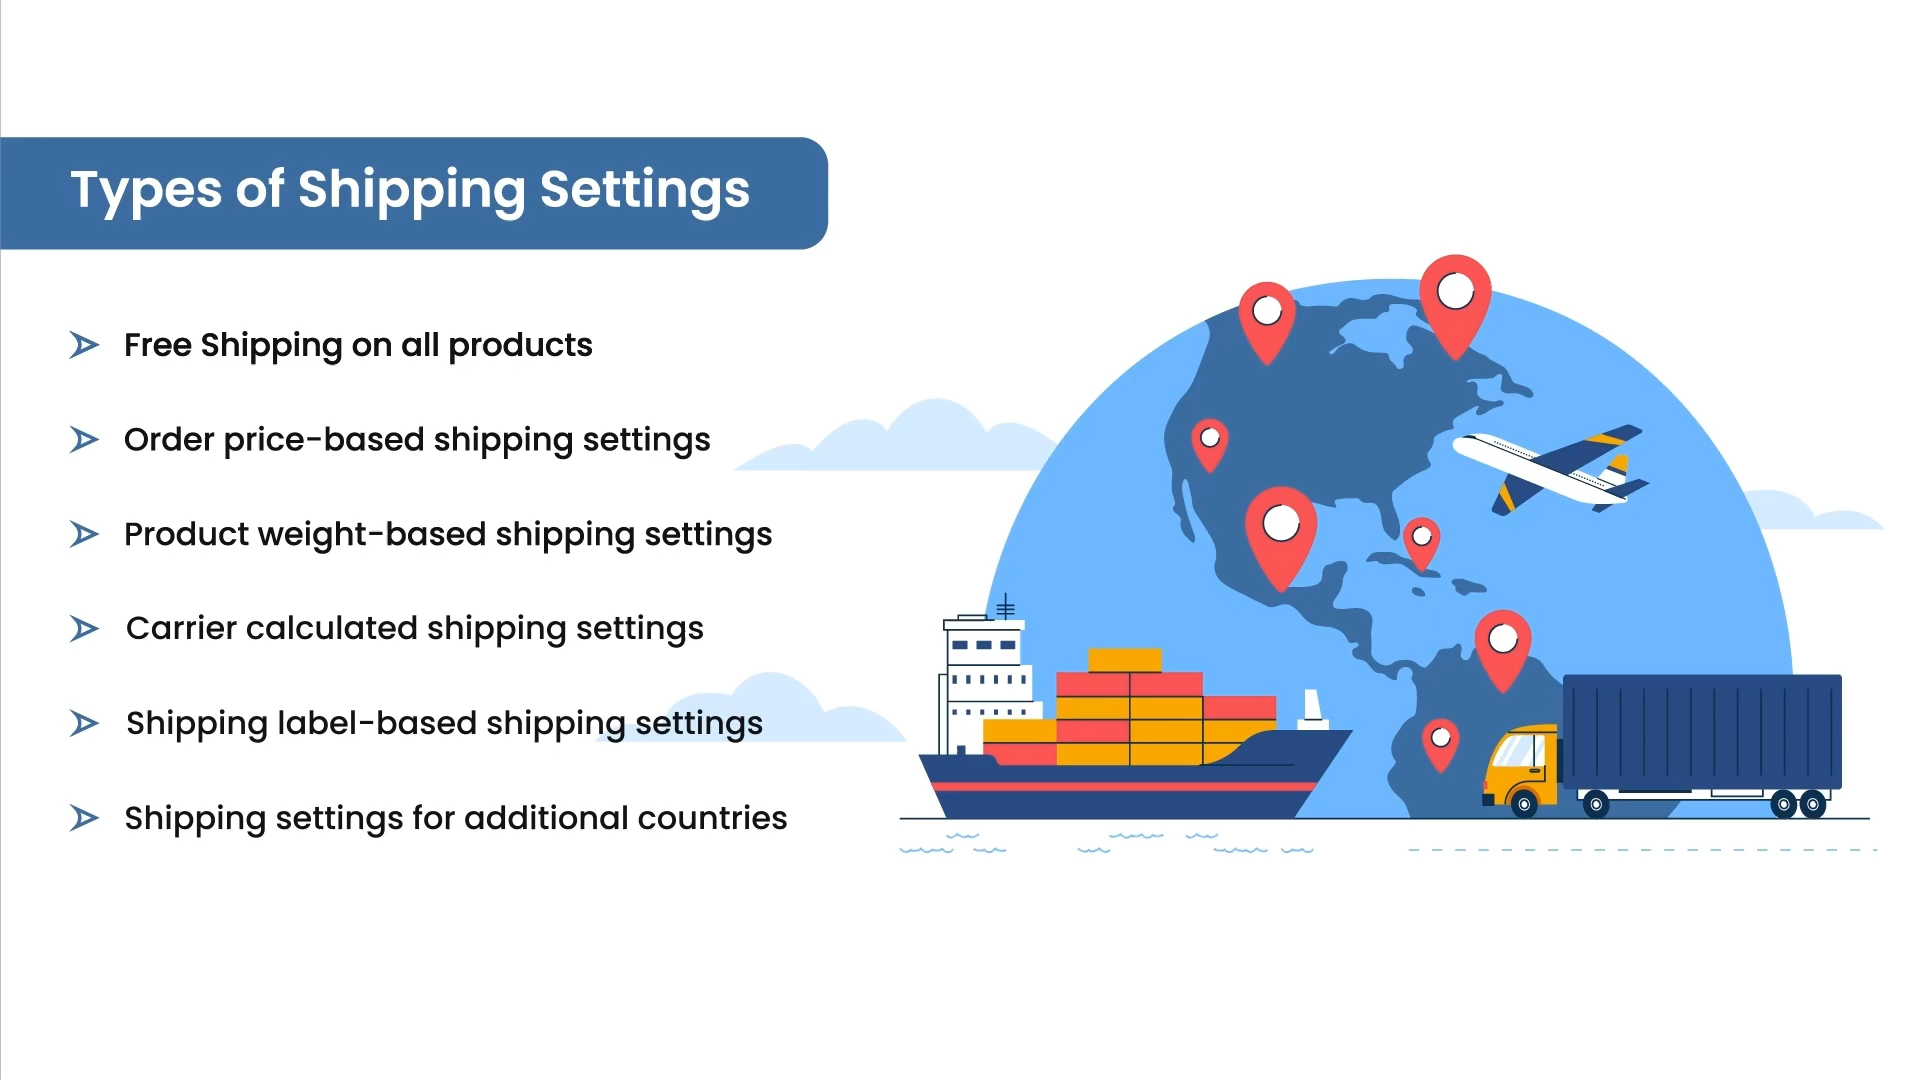 Types of Shipping Settings
Free Shipping on all products
Order price-based shipping settings
Product weight-based shipping settings
Carrier calculated shipping settings
Shipping label-based shipping settings
Shipping settings for additional countries